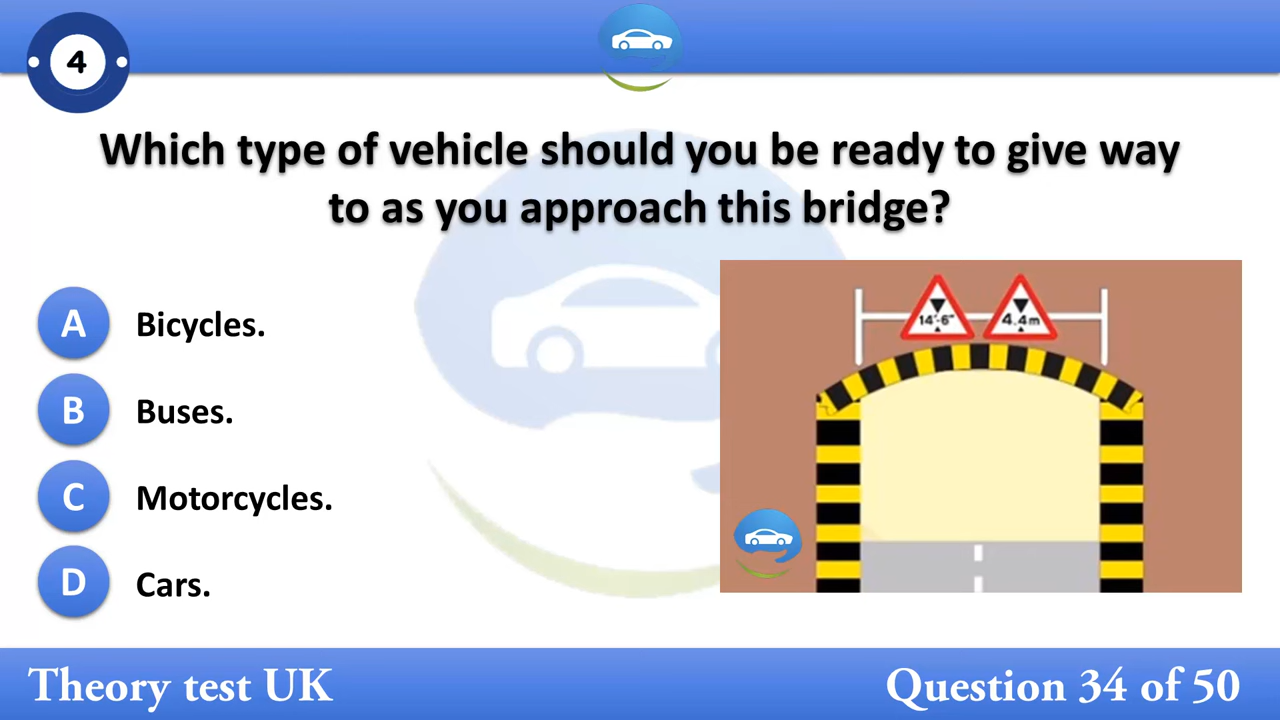 4
Which type of vehicle should you be ready to give way
to as you approach this bridge?
A Bicycles.
B Buses.
C Motorcycles.
D Cars.
14'-6" 4.4m
Theory test UK
Question 34 of 50